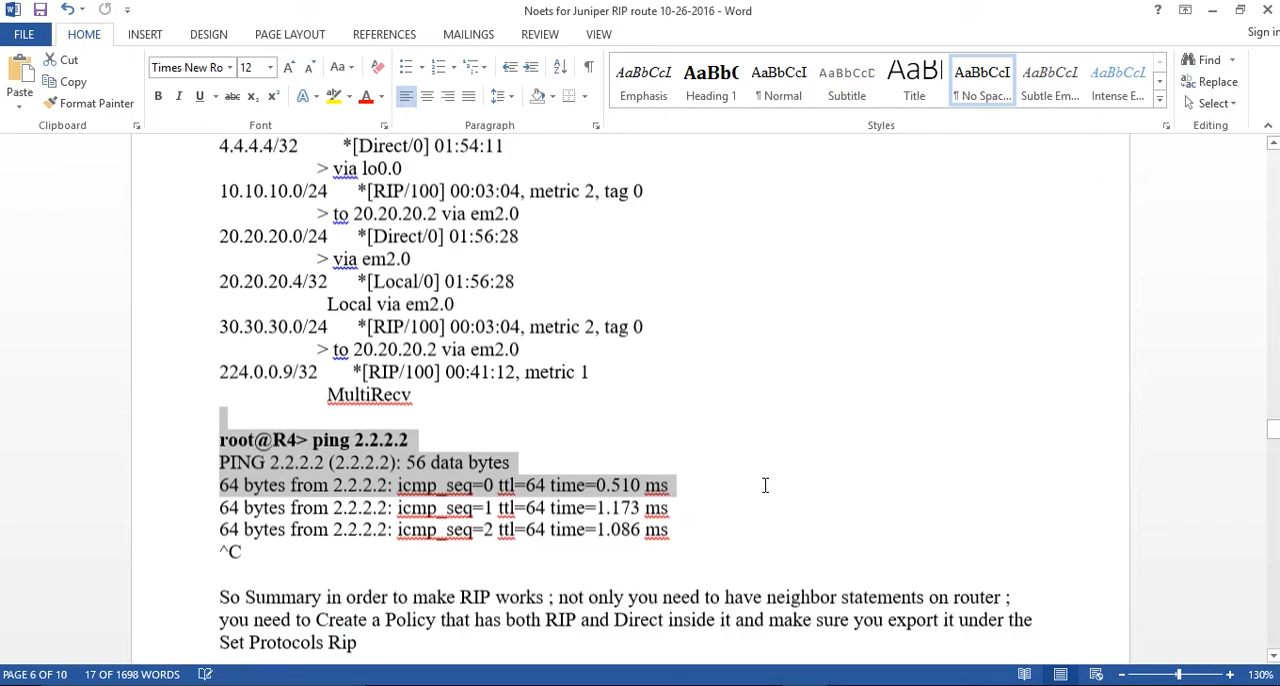 Noets for Juniper RIP route 10-26-2016 - Word
?
FILE HOME INSERT DESIGN PAGE LAYOUT REFERENCES MAILINGS REVIEW VIEW Sign in
Paste Cut Copy Format Painter
Times New Ro 12
AaBbCcI AaBbC AaBbCcI AaBbCcD AaBl AaBbCcI AaBbCcL AaBbCcL
Emphasis Heading 1 ¶ Normal Subtitle Title ¶ No Spac... Subtle Em... Intense E...
Find Replace Select
Clipboard Font Paragraph Styles Editing
4.4.4.4/32 *[Direct/0] 01:54:11
> via lo0.0
10.10.10.0/24 *[RIP/100] 00:03:04, metric 2, tag 0
> to 20.20.20.2 via em2.0
20.20.20.0/24 *[Direct/0] 01:56:28
> via em2.0
20.20.20.4/32 *[Local/0] 01:56:28
Local via em2.0
30.30.30.0/24 *[RIP/100] 00:03:04, metric 2, tag 0
> to 20.20.20.2 via em2.0
224.0.0.9/32 *[RIP/100] 00:41:12, metric 1
MultiRecv
root@R4> ping 2.2.2.2
PING 2.2.2.2 (2.2.2.2): 56 data bytes
64 bytes from 2.2.2.2: icmp_seq=0 ttl=64 time=0.510 ms
64 bytes from 2.2.2.2: icmp_seq=1 ttl=64 time=1.173 ms
64 bytes from 2.2.2.2: icmp_seq=2 ttl=64 time=1.086 ms
^C
So Summary in order to make RIP works ; not only you need to have neighbor statements on router ;
you need to Create a Policy that has both RIP and Direct inside it and make sure you export it under the
Set Protocols Rip
PAGE 6 OF 10 17 OF 1698 WORDS 130%